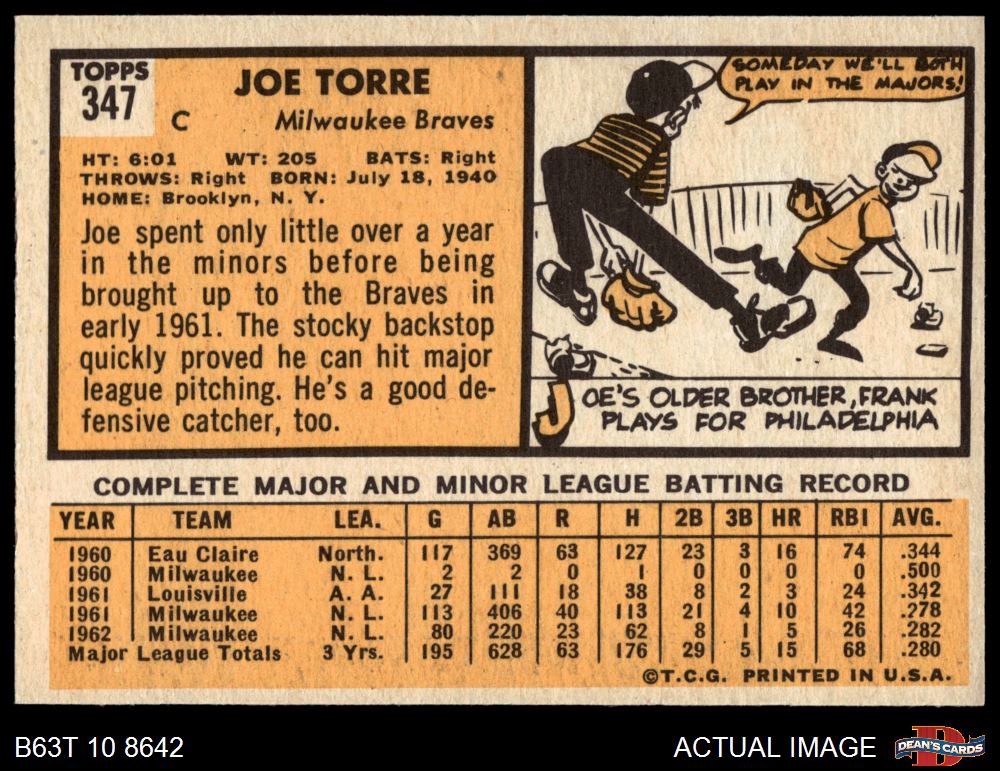 TOPPS
347
JOE TORRE
C Milwaukee Braves
HT: 6:01 WT: 205 BATS: Right
THROWS: Right BORN: July 18, 1940
HOME: Brooklyn, N. Y.
Joe spent only little over a year
in the minors before being
brought up to the Braves in
early 1961. The stocky backstop
quickly proved he can hit major
league pitching. He's a good de-
fensive catcher, too.
SOMEDAY WE'LL BOTH
PLAY IN THE MAJORS!
JOE'S OLDER BROTHER, FRANK
PLAYS FOR PHILADELPHIA
COMPLETE MAJOR AND MINOR LEAGUE BATTING RECORD
YEAR TEAM LEA. G AB R H 2B 3B HR RBI AVG.
1960 Eau Claire North. 117 369 63 127 23 3 16 74 .344
1960 Milwaukee N. L. 2 2 0 1 0 0 0 0 .500
1961 Louisville A. A. 27 111 18 38 8 2 3 24 .342
1961 Milwaukee N. L. 113 406 40 113 21 4 10 42 .278
1962 Milwaukee N. L. 80 220 23 62 8 1 5 26 .282
Major League Totals 3 Yrs. 195 628 63 176 29 5 15 68 .280
©T.C.G. PRINTED IN U.S.A.
B63T 10 8642
ACTUAL IMAGE
D
DEAN'S CARDS